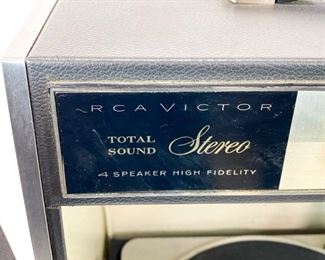 RCA VICTOR
TOTAL SOUND Stereo
4 SPEAKER HIGH FIDELITY